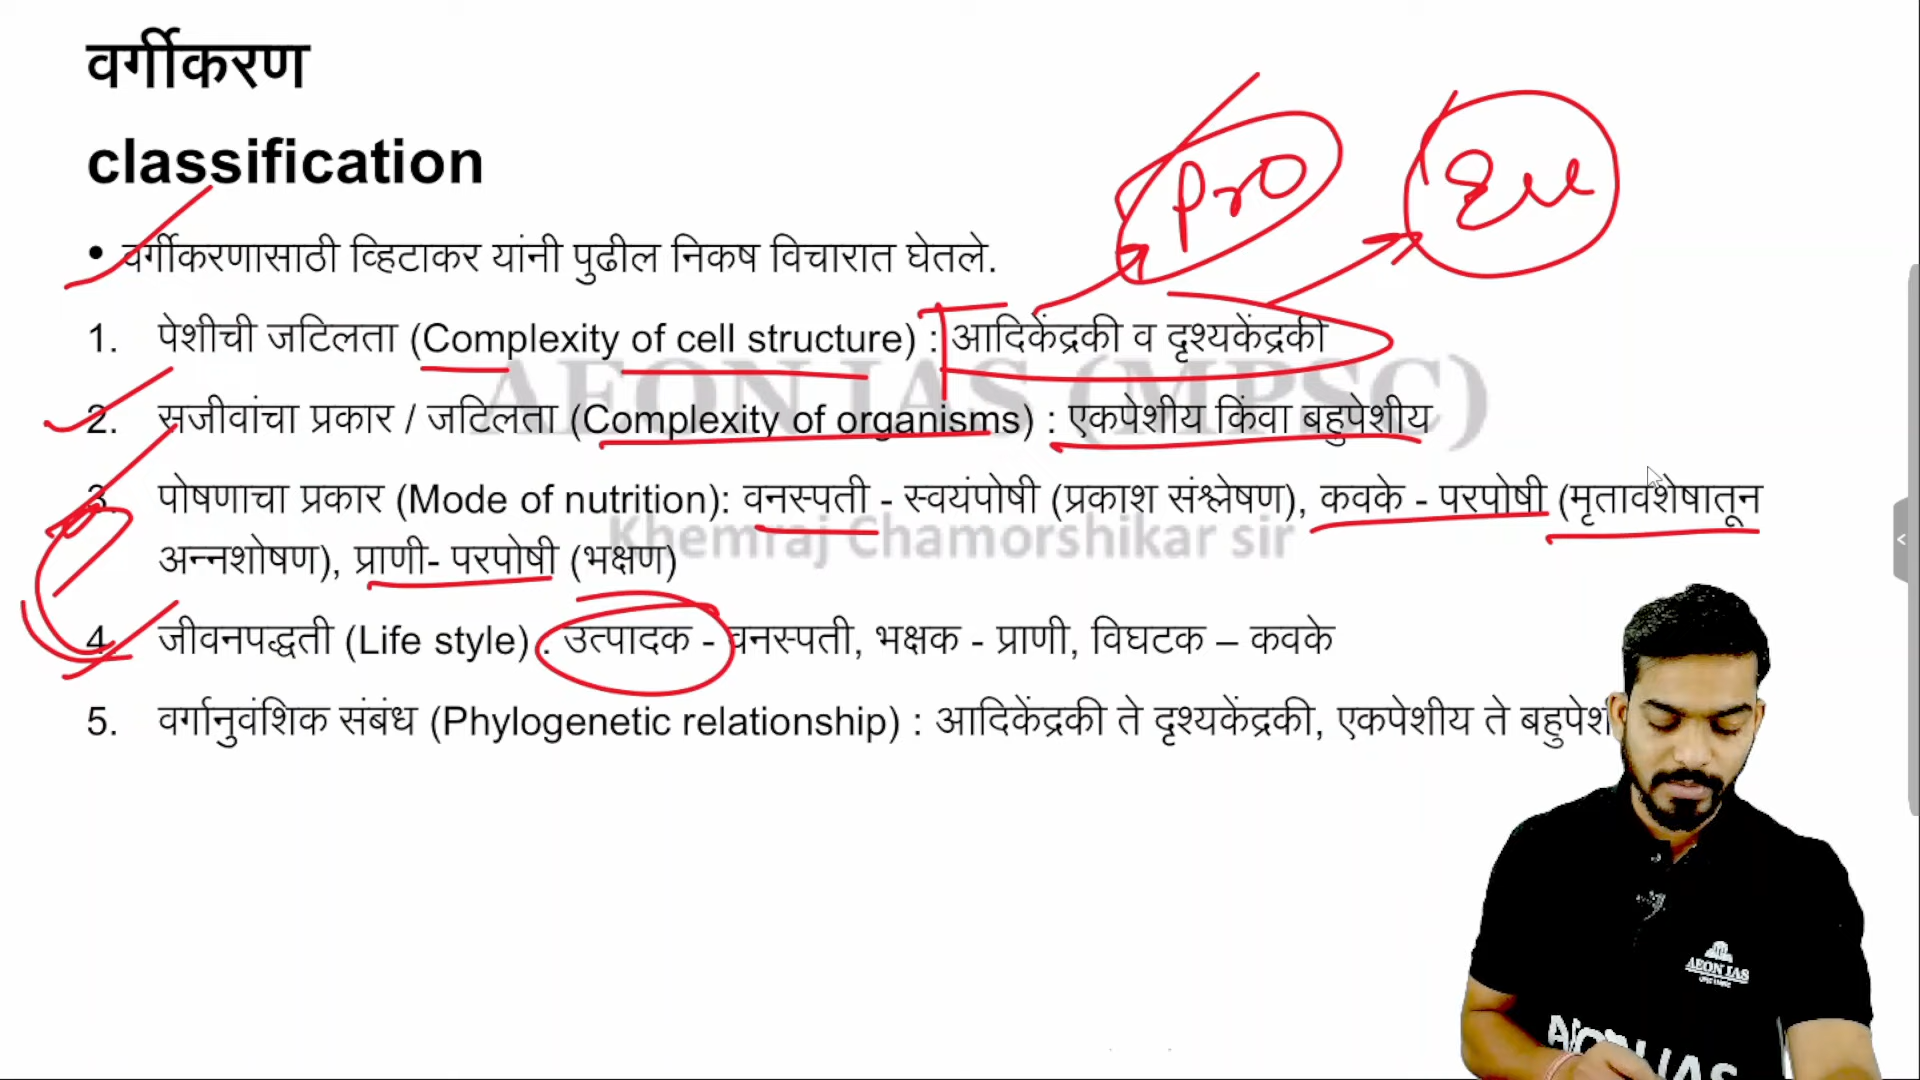 वर्गीकरण
classification
• वर्गीकरणासाठी व्हिटाकर यांनी पुढील निकष विचारात घेतले.
Pro
Eu
1. पेशीची जटिलता (Complexity of cell structure) : आदिकेंद्रकी व दृश्यकेंद्रकी
AEON IAS (MPSC)
2. सजीवांचा प्रकार / जटिलता (Complexity of organisms) : एकपेशीय किंवा बहुपेशीय
3. पोषणाचा प्रकार (Mode of nutrition): वनस्पती - स्वयंपोषी (प्रकाश संश्लेषण), कवके - परपोषी (मृतावशेषातून
Khemraj Chamorshikar sir
अन्नशोषण), प्राणी- परपोषी (भक्षण)
4. जीवनपद्धती (Life style) : उत्पादक - वनस्पती, भक्षक - प्राणी, विघटक – कवके
5. वर्गानुवंशिक संबंध (Phylogenetic relationship) : आदिकेंद्रकी ते दृश्यकेंद्रकी, एकपेशीय ते
AEON IAS